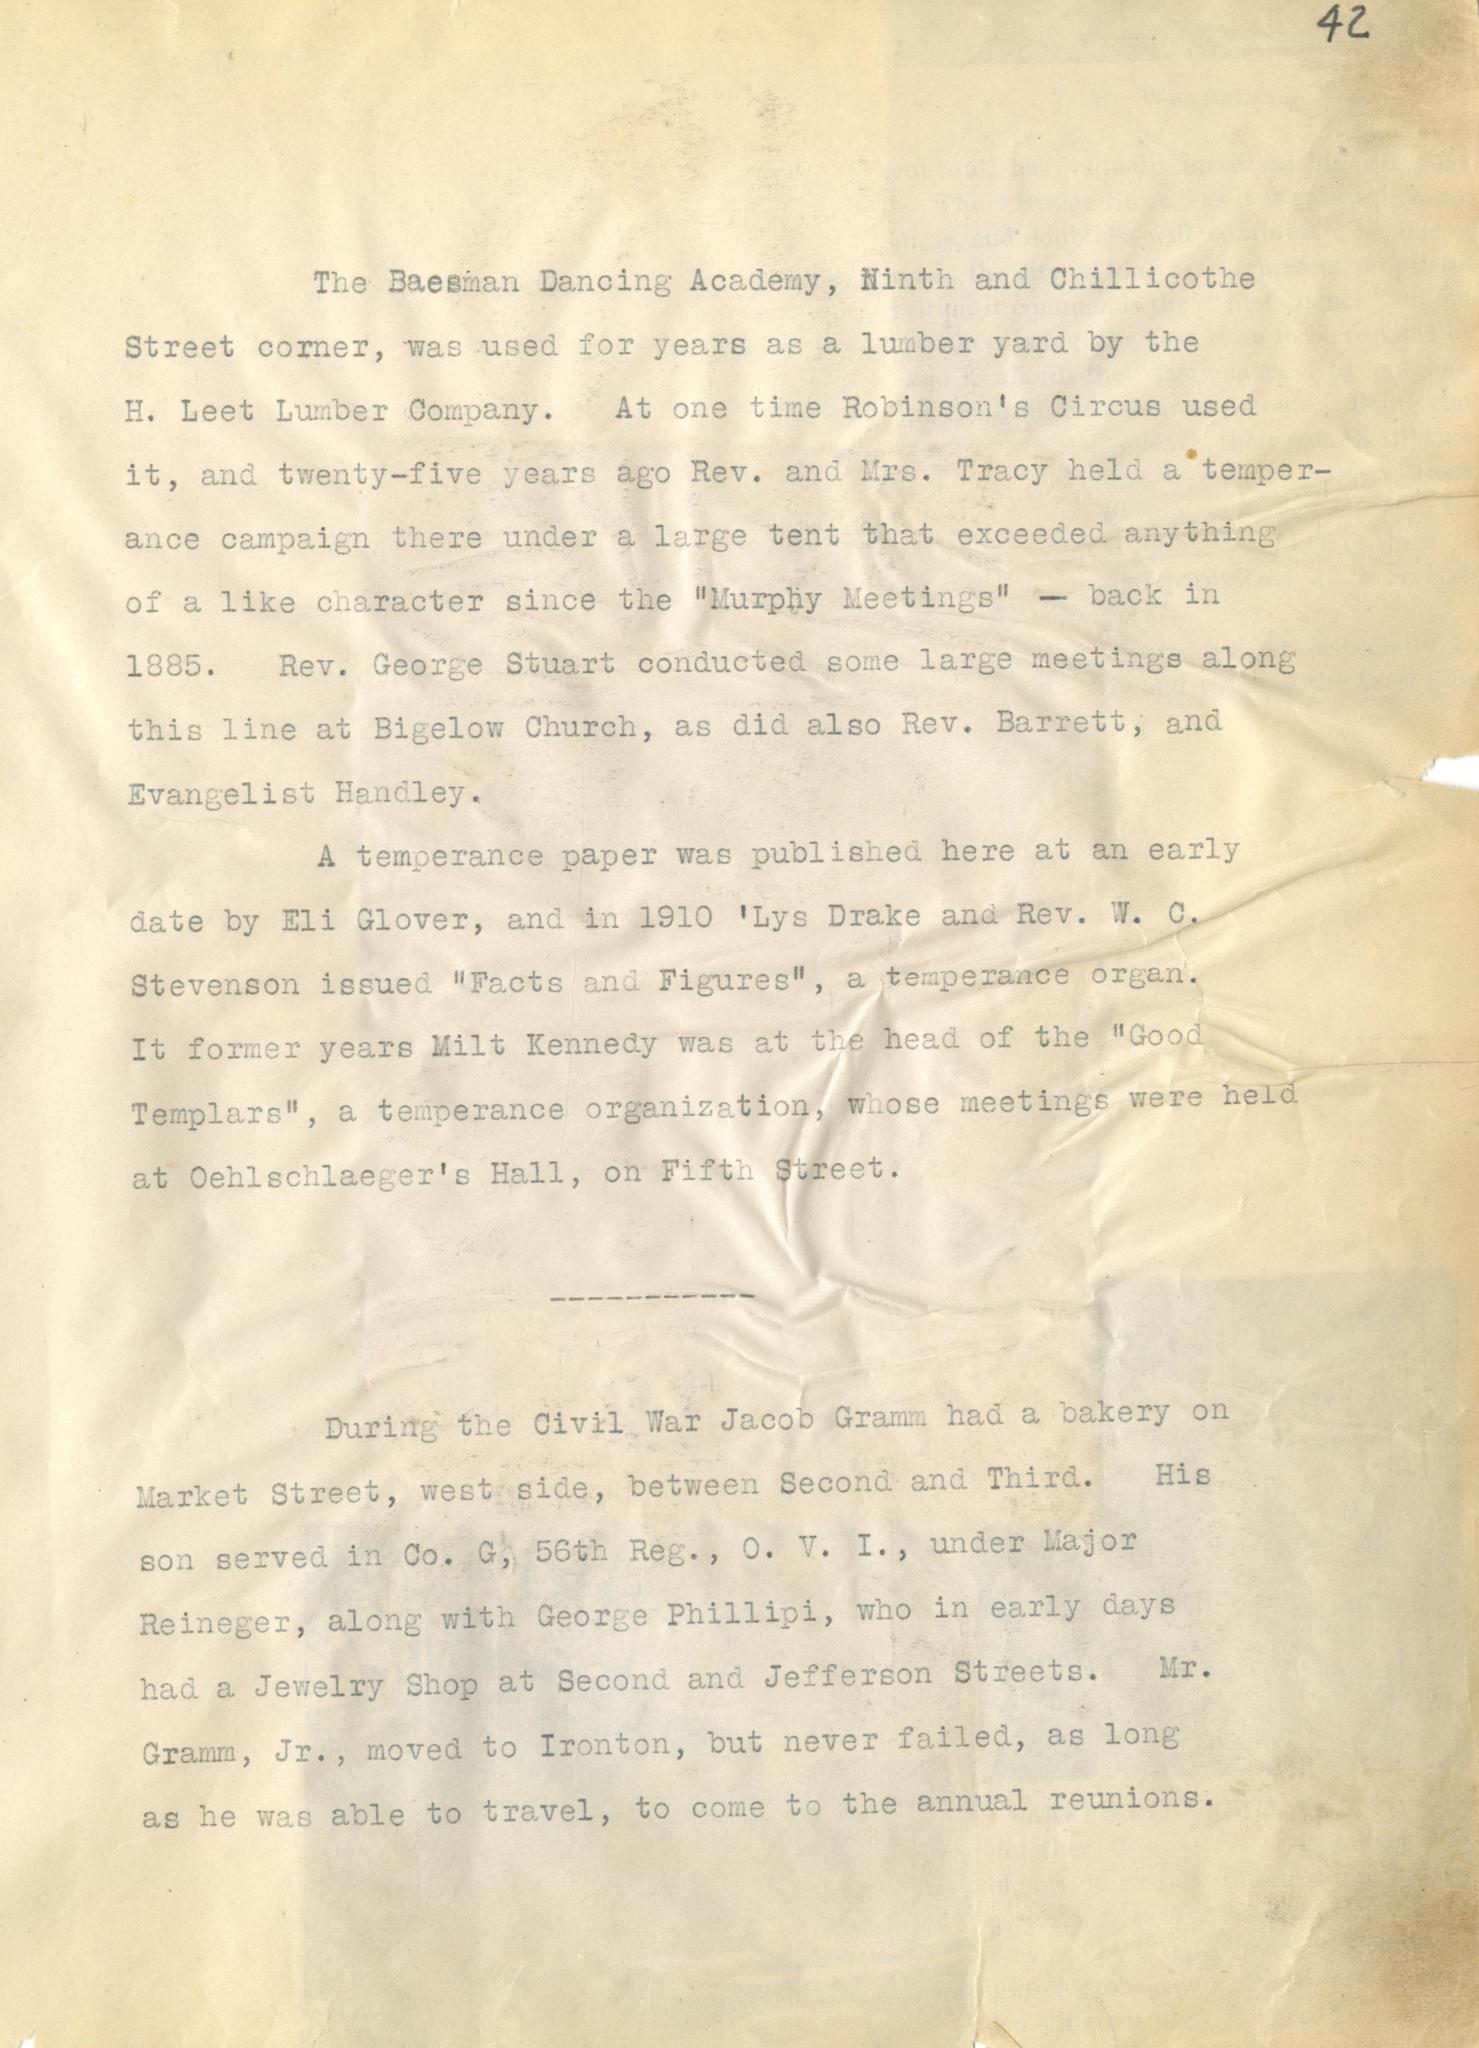 42
The Baesman Dancing Academy, Ninth and Chillicothe
Street corner, was used for years as a lumber yard by the
H. Leet Lumber Company. At one time Robinson's Circus used
it, and twenty-five years ago Rev. and Mrs. Tracy held a temper-
ance campaign there under a large tent that exceeded anything
of a like character since the "Murphy Meetings" — back in
1885. Rev. George Stuart conducted some large meetings along
this line at Bigelow Church, as did also Rev. Barrett, and
Evangelist Handley.
A temperance paper was published here at an early
date by Eli Glover, and in 1910 'Lys Drake and Rev. W. C.
Stevenson issued "Facts and Figures", a temperance organ.
It former years Milt Kennedy was at the head of the "Good
Templars", a temperance organization, whose meetings were held
at Oehlschlaeger's Hall, on Fifth Street.
-----------
During the Civil War Jacob Gramm had a bakery on
Market Street, west side, between Second and Third. His
son served in Co. G, 56th Reg., O. V. I., under Major
Reineger, along with George Phillipi, who in early days
had a Jewelry Shop at Second and Jefferson Streets. Mr.
Gramm, Jr., moved to Ironton, but never failed, as long
as he was able to travel, to come to the annual reunions.